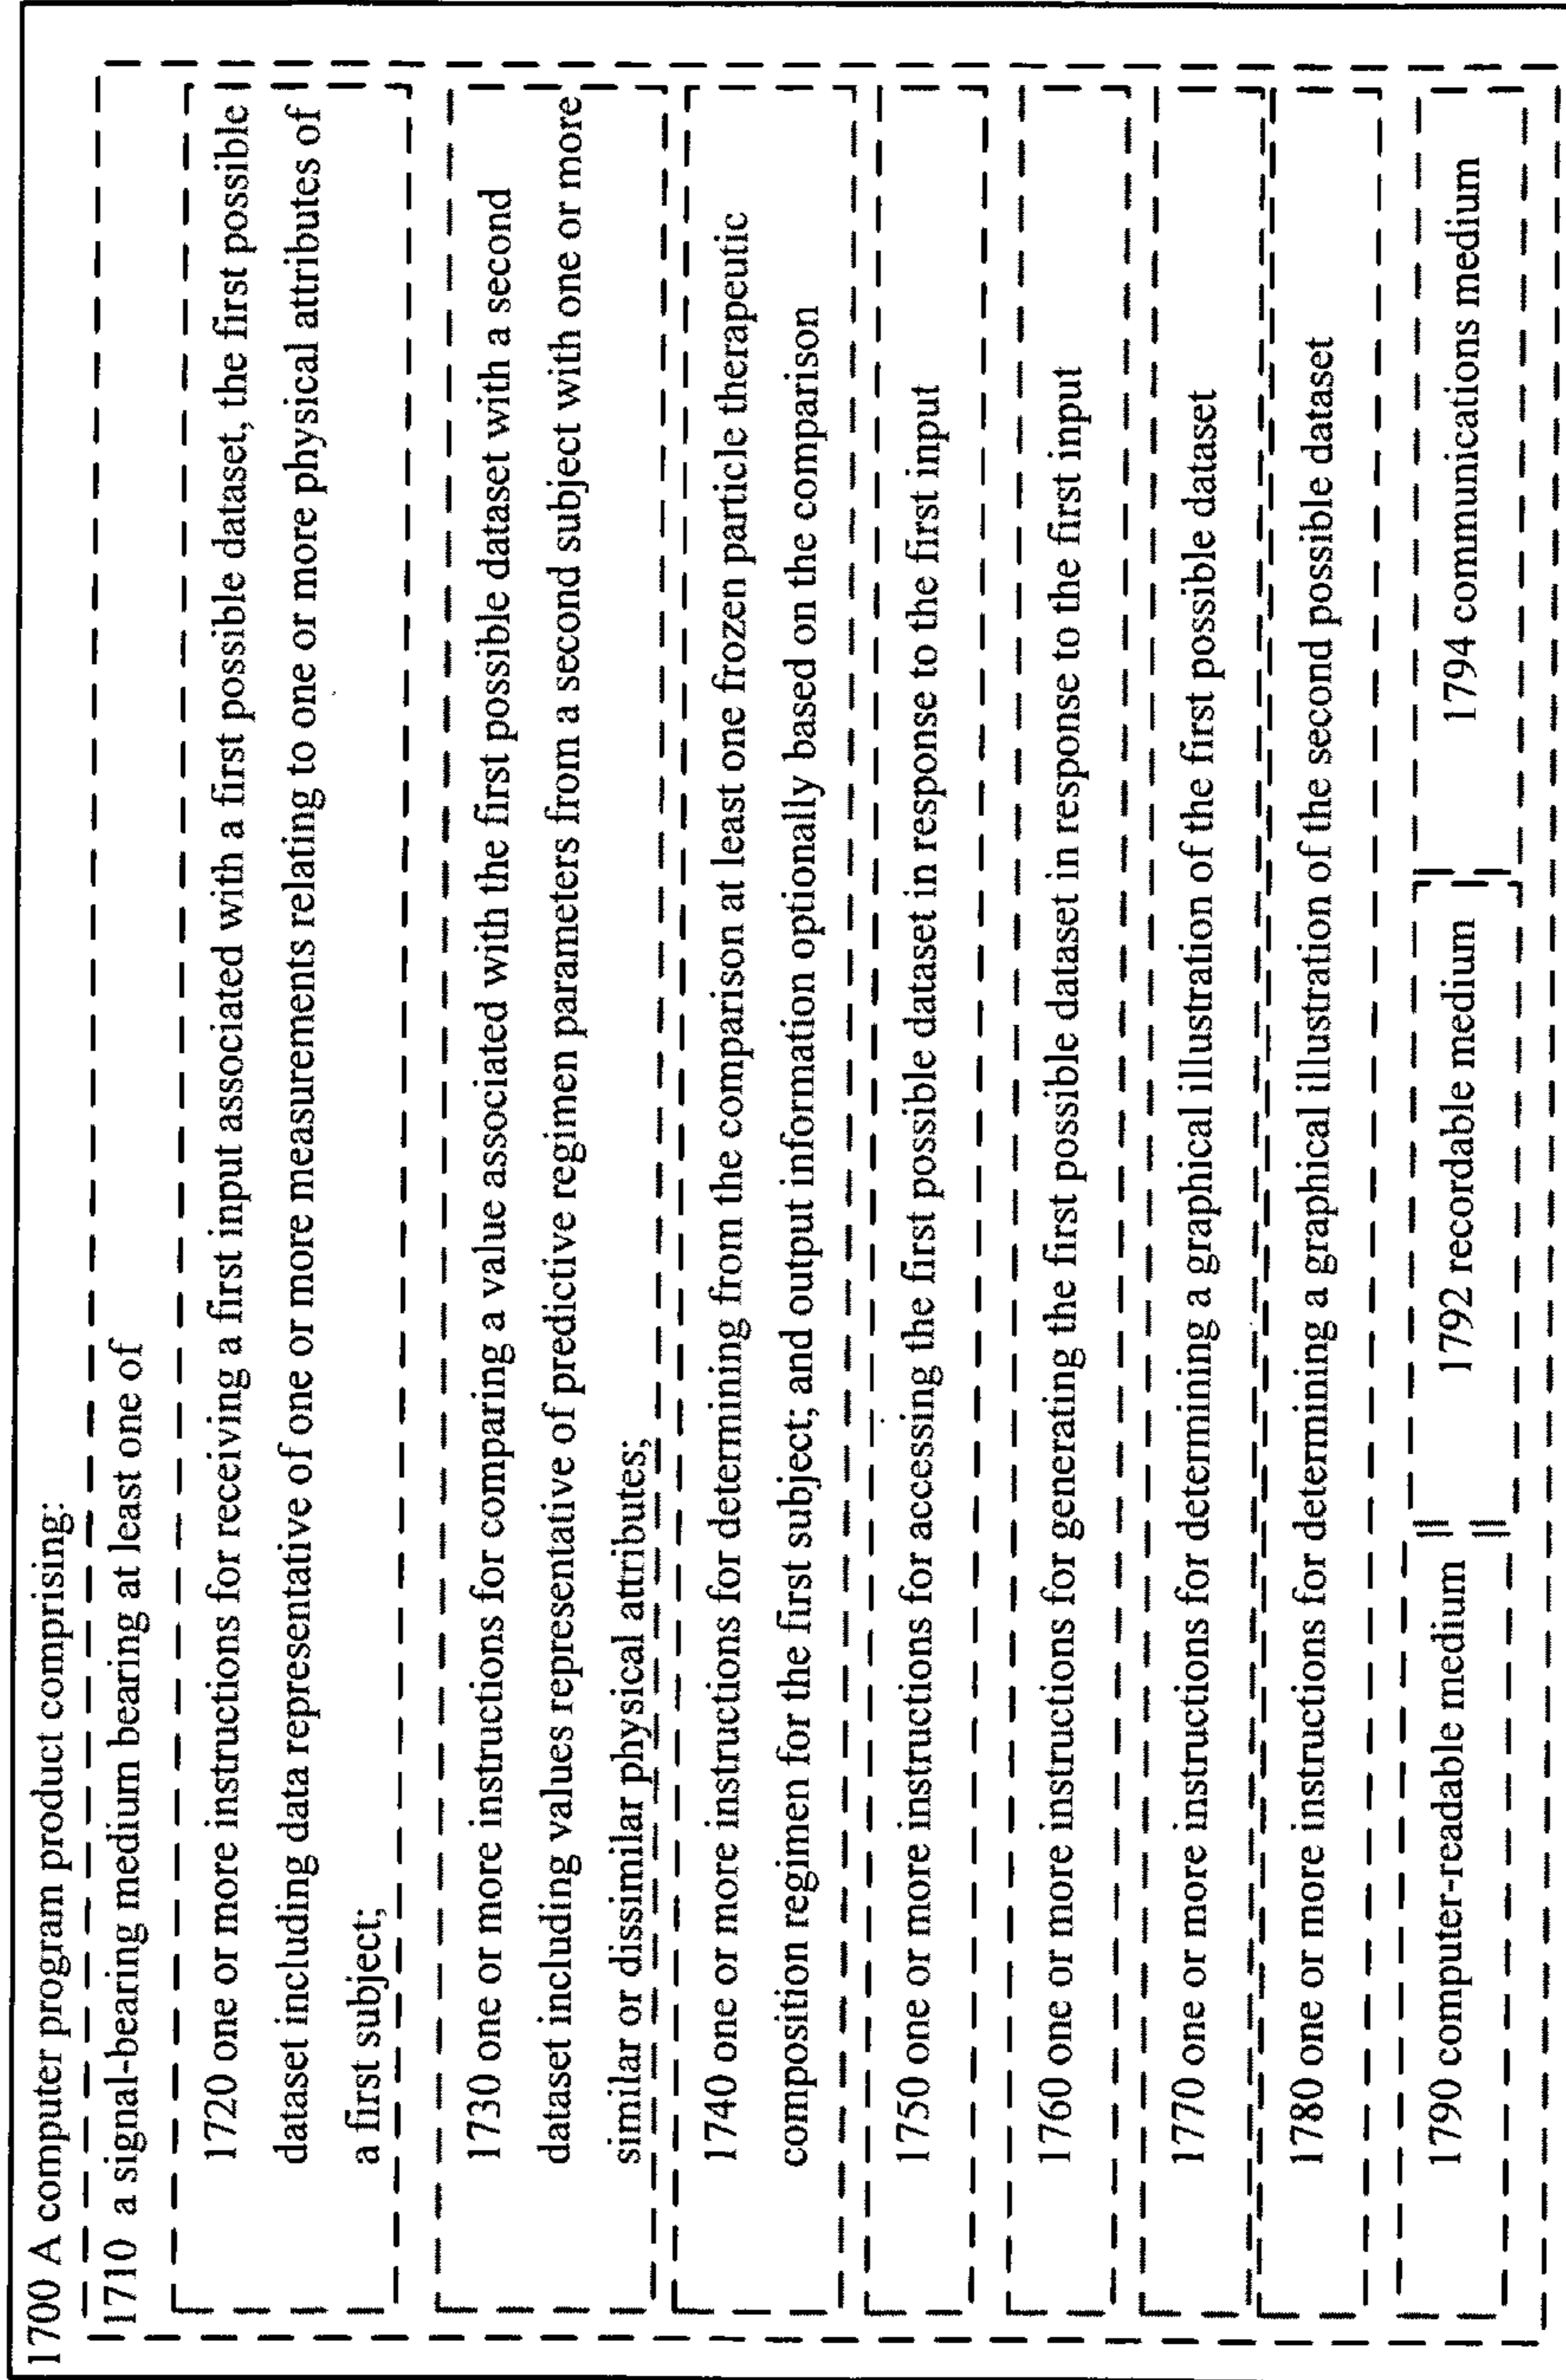 1700 A computer program product comprising:
1710 a signal-bearing medium bearing at least one of
1720 one or more instructions for receiving a first input associated with a first possible dataset, the first possible
dataset including data representative of one or more measurements relating to one or more physical attributes of
a first subject;
1730 one or more instructions for comparing a value associated with the first possible dataset with a second
dataset including values representative of predictive regimen parameters from a second subject with one or more
similar or dissimilar physical attributes;
1740 one or more instructions for determining from the comparison at least one frozen particle therapeutic
composition regimen for the first subject; and output information optionally based on the comparison
1750 one or more instructions for accessing the first possible dataset in response to the first input
1760 one or more instructions for generating the first possible dataset in response to the first input
1770 one or more instructions for determining a graphical illustration of the first possible dataset
1780 one or more instructions for determining a graphical illustration of the second possible dataset
1790 computer-readable medium
1792 recordable medium
1794 communications medium